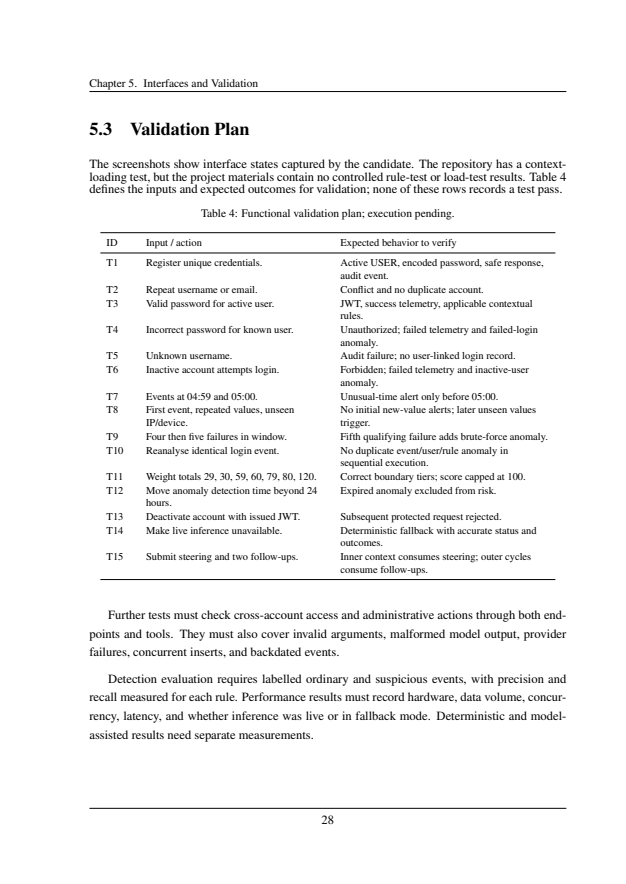 Chapter 5. Interfaces and Validation
5.3 Validation Plan
The screenshots show interface states captured by the candidate. The repository has a context-
loading test, but the project materials contain no controlled rule-test or load-test results. Table 4
defines the inputs and expected outcomes for validation; none of these rows records a test pass.
Table 4: Functional validation plan; execution pending.
ID Input / action Expected behavior to verify
T1 Register unique credentials. Active USER, encoded password, safe response,
audit event.
T2 Repeat username or email. Conflict and no duplicate account.
T3 Valid password for active user. JWT, success telemetry, applicable contextual
rules.
T4 Incorrect password for known user. Unauthorized; failed telemetry and failed-login
anomaly.
T5 Unknown username. Audit failure; no user-linked login record.
T6 Inactive account attempts login. Forbidden; failed telemetry and inactive-user
anomaly.
T7 Events at 04:59 and 05:00. Unusual-time alert only before 05:00.
T8 First event, repeated values, unseen No initial new-value alerts; later unseen values
IP/device. trigger.
T9 Four then five failures in window. Fifth qualifying failure adds brute-force anomaly.
T10 Reanalyse identical login event. No duplicate event/user/rule anomaly in
sequential execution.
T11 Weight totals 29, 30, 59, 60, 79, 80, 120. Correct boundary tiers; score capped at 100.
T12 Move anomaly detection time beyond 24 Expired anomaly excluded from risk.
hours.
T13 Deactivate account with issued JWT. Subsequent protected request rejected.
T14 Make live inference unavailable. Deterministic fallback with accurate status and
outcomes.
T15 Submit steering and two follow-ups. Inner context consumes steering; outer cycles
consume follow-ups.
Further tests must check cross-account access and administrative actions through both end-
points and tools. They must also cover invalid arguments, malformed model output, provider
failures, concurrent inserts, and backdated events.
Detection evaluation requires labelled ordinary and suspicious events, with precision and
recall measured for each rule. Performance results must record hardware, data volume, concur-
rency, latency, and whether inference was live or in fallback mode. Deterministic and model-
assisted results need separate measurements.
28